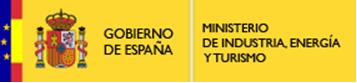 GOBIERNO
DE ESPAÑA
MINISTERIO
DE INDUSTRIA, ENERGÍA
Y TURISMO